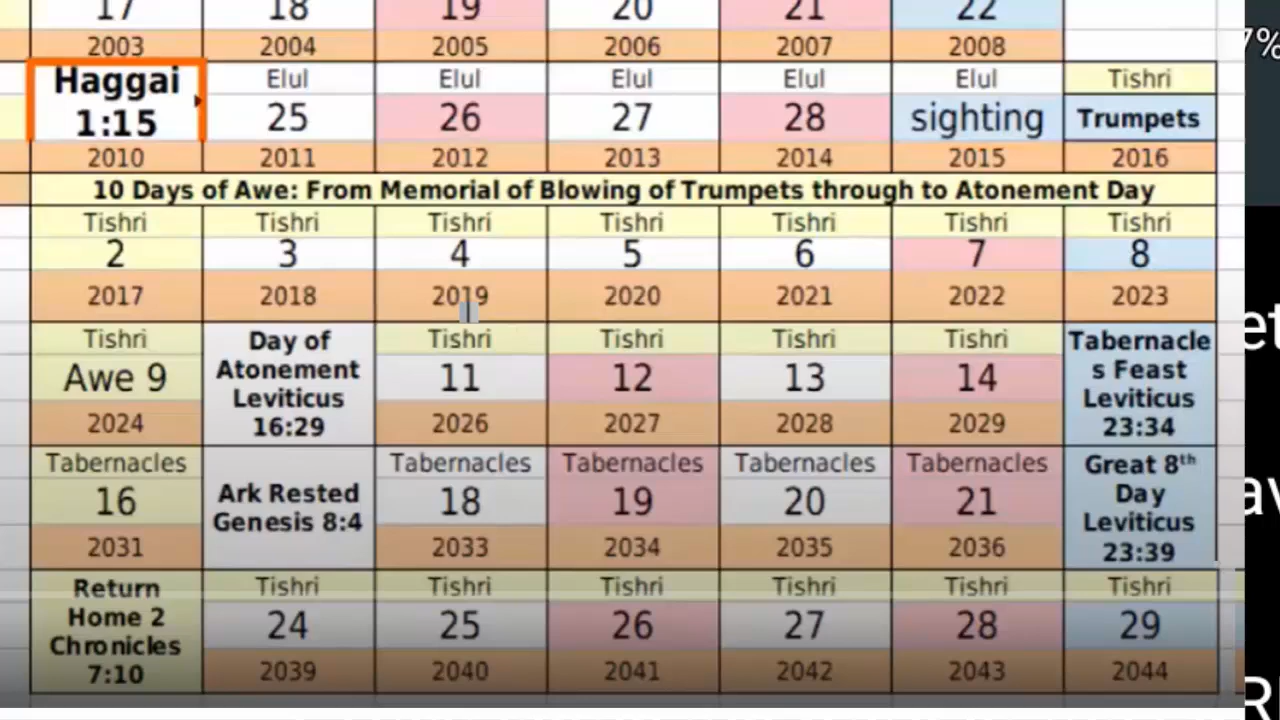 17 18 19 20 21 22
2003 2004 2005 2006 2007 2008
7%
Haggai
1:15
Elul Elul Elul Elul Elul Tishri
25 26 27 28 sighting Trumpets
2010 2011 2012 2013 2014 2015 2016
10 Days of Awe: From Memorial of Blowing of Trumpets through to Atonement Day
Tishri Tishri Tishri Tishri Tishri Tishri Tishri
2 3 4 5 6 7 8
2017 2018 2019 2020 2021 2022 2023
Tishri
Awe 9
2024
Day of
Atonement
Leviticus
16:29
Tishri Tishri Tishri Tishri
11 12 13 14
2026 2027 2028 2029
Tabernacle
s Feast
Leviticus
23:34
Tabernacles
16
2031
Ark Rested
Genesis 8:4
Tabernacles Tabernacles Tabernacles Tabernacles
18 19 20 21
2033 2034 2035 2036
Great 8th
Day
Leviticus
23:39
Return
Home 2
Chronicles
7:10
Tishri Tishri Tishri Tishri Tishri Tishri
24 25 26 27 28 29
2039 2040 2041 2042 2043 2044